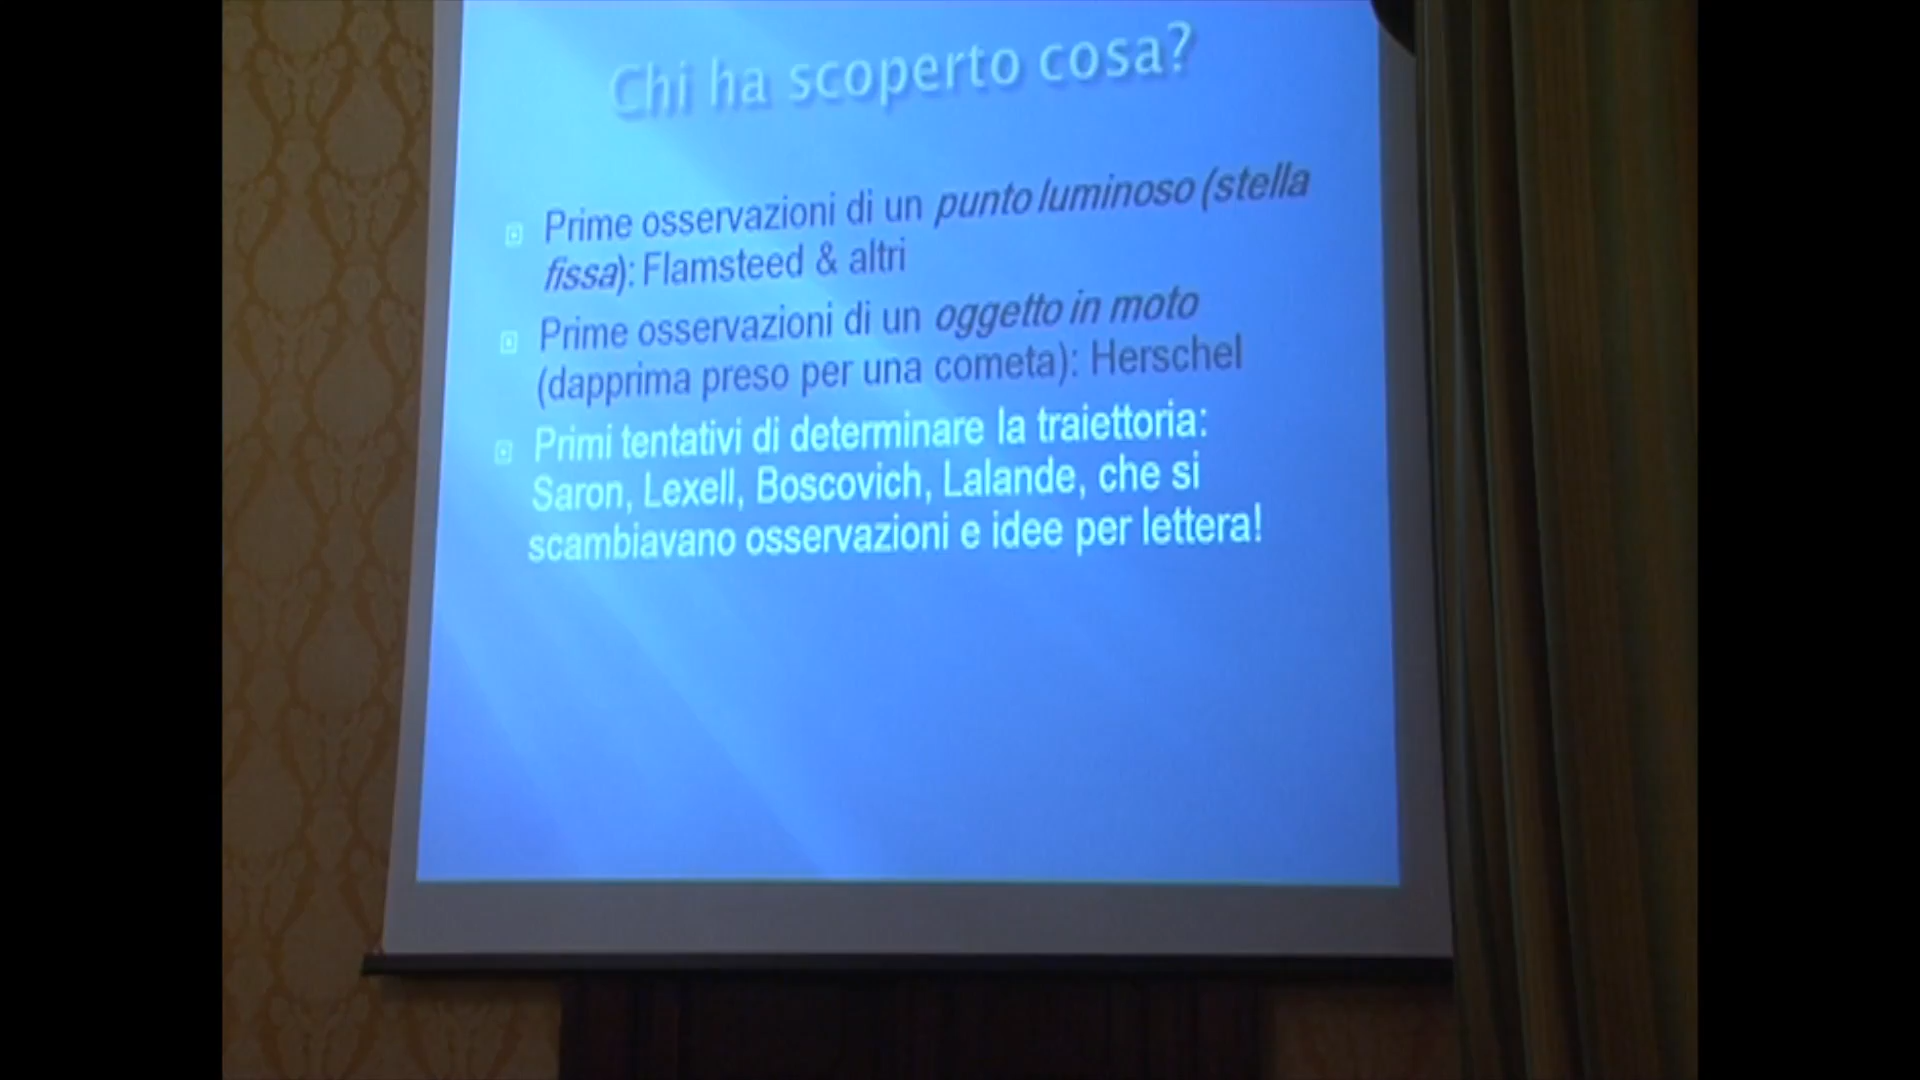 Chi ha scoperto cosa?
Prime osservazioni di un punto luminoso (stella
fissa): Flamsteed & altri
Prime osservazioni di un oggetto in moto
(dapprima preso per una cometa): Herschel
Primi tentativi di determinare la traiettoria:
Saron, Lexell, Boscovich, Lalande, che si
scambiavano osservazioni e idee per lettera!